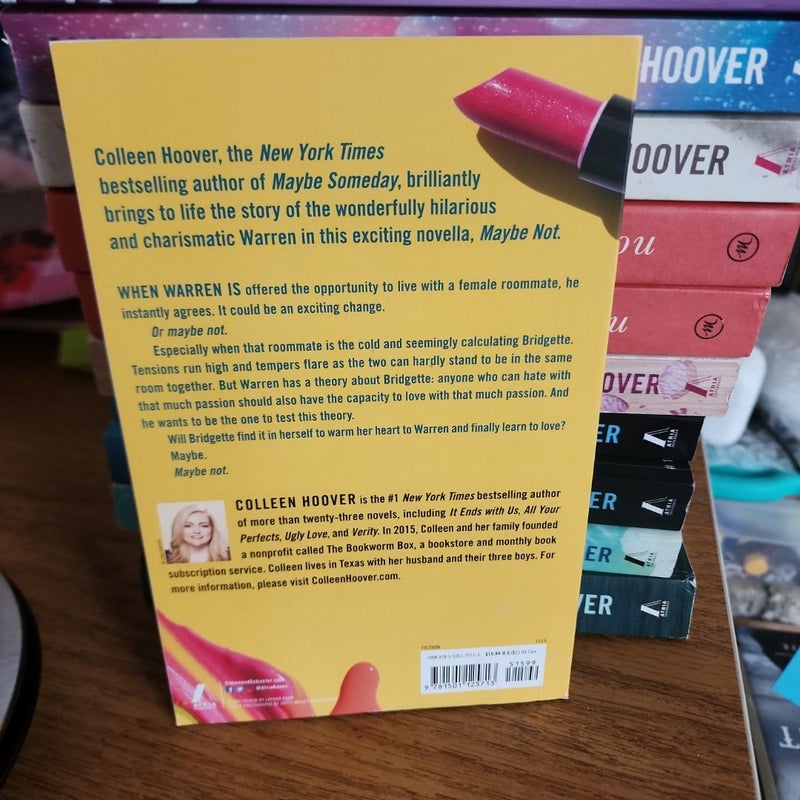 Colleen Hoover, the New York Times
bestselling author of Maybe Someday, brilliantly
brings to life the story of the wonderfully hilarious
and charismatic Warren in this exciting novella, Maybe Not.
WHEN WARREN IS offered the opportunity to live with a female roommate, he
instantly agrees. It could be an exciting change.
Or maybe not.
Especially when that roommate is the cold and seemingly calculating Bridgette.
Tensions run high and tempers flare as the two can hardly stand to be in the same
room together. But Warren has a theory about Bridgette: anyone who can hate with
that much passion should also have the capacity to love with that much passion. And
he wants to be the one to test this theory.
Will Bridgette find it in herself to warm her heart to Warren and finally learn to love?
Maybe.
Maybe not.
COLLEEN HOOVER is the #1 New York Times bestselling author
of more than twenty-three novels, including It Ends with Us, All Your
Perfects, Ugly Love, and Verity. In 2015, Colleen and her family founded
a nonprofit called The Bookworm Box, a bookstore and monthly book
subscription service. Colleen lives in Texas with her husband and their three boys. For
more information, please visit ColleenHoover.com.
SimonandSchuster.com
@AtriaBooks
ATRIA
FICTION
51599
9 781501 125713
HOOVER
OOVER
ou
u
OVER
ATRIA
ER
ATRIA
ER
ER
VER